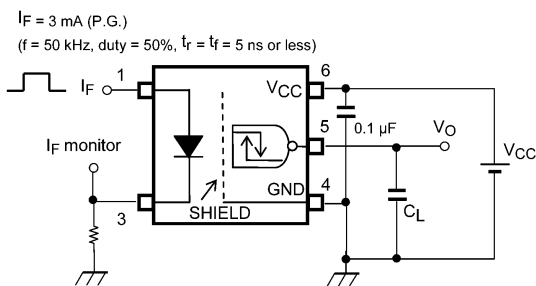 IF = 3 mA (P.G.)
(f = 50 kHz, duty = 50%, tr = tf = 5 ns or less)
IF
1
6
VCC
5
0.1 µF
VO
VCC
IF monitor
GND
4
3
SHIELD
CL